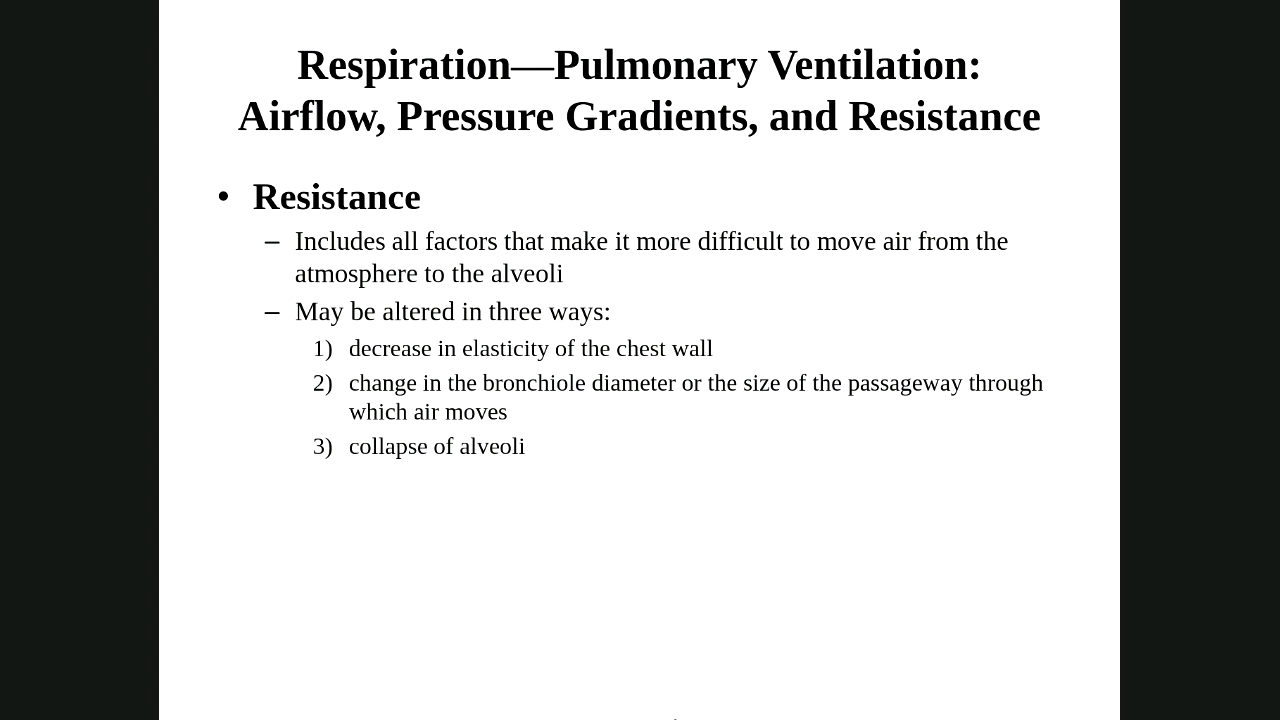 Respiration—Pulmonary Ventilation:
Airflow, Pressure Gradients, and Resistance
• Resistance
– Includes all factors that make it more difficult to move air from the
atmosphere to the alveoli
– May be altered in three ways:
1) decrease in elasticity of the chest wall
2) change in the bronchiole diameter or the size of the passageway through
which air moves
3) collapse of alveoli